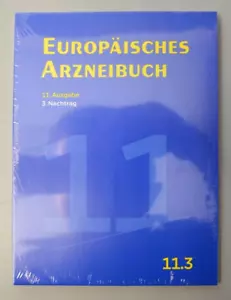 EUROPÄISCHES
ARZNEIBUCH
11. Ausgabe
3. Nachtrag
11
11.3